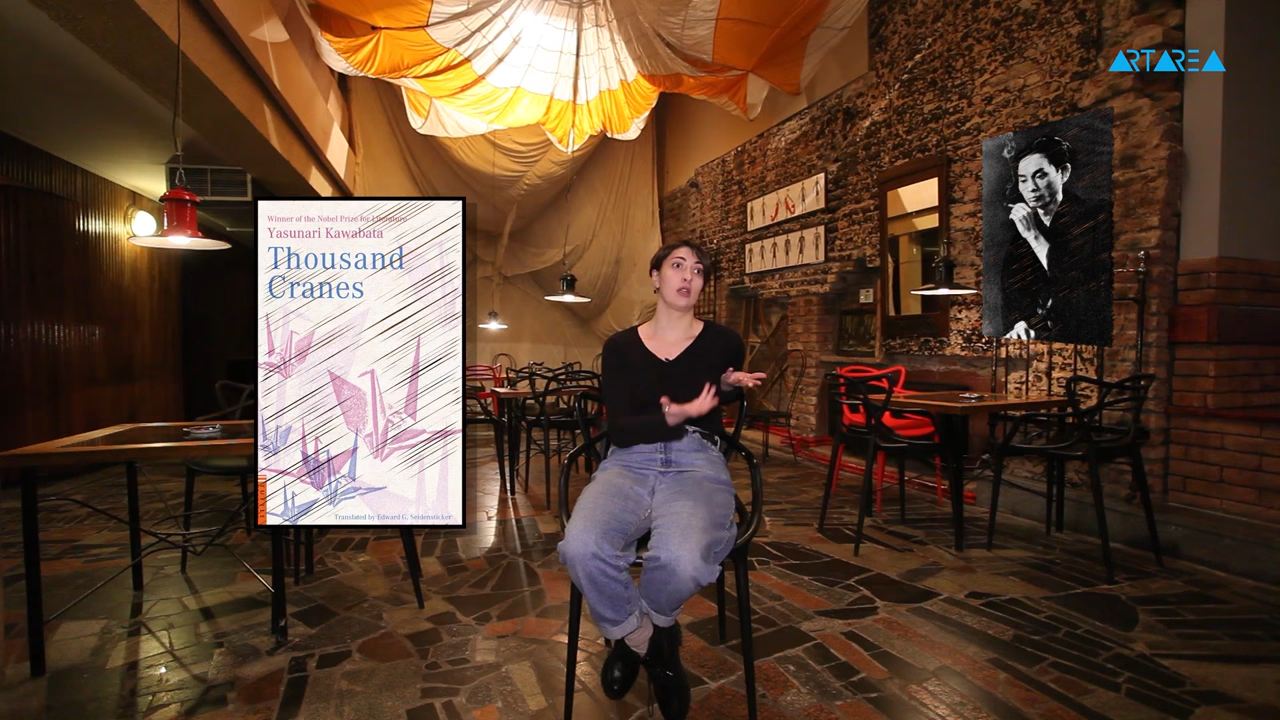 ARTAREA
Winner of the Nobel Prize for Literature
Yasunari Kawabata
Thousand
Cranes
Translated by Edward G. Seidensticker